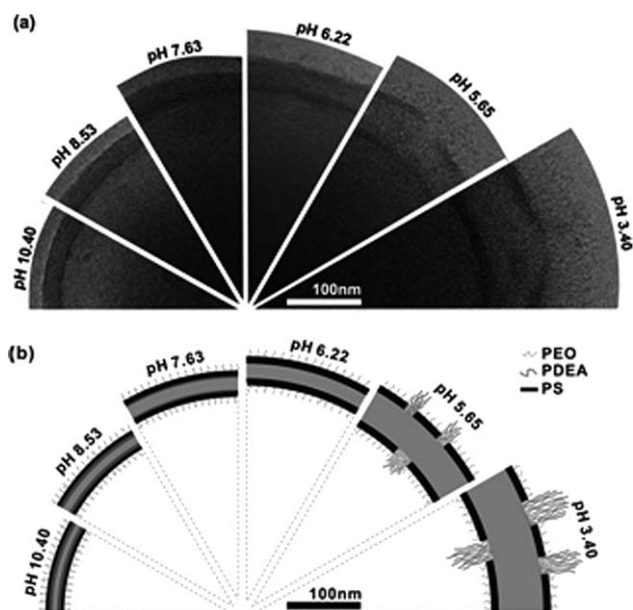 (a)
pH 10.40
pH 8.53
pH 7.63
pH 6.22
pH 5.65
pH 3.40
100nm
(b)
pH 10.40
pH 8.53
pH 7.63
pH 6.22
pH 5.65
pH 3.40
PEO
PDEA
PS
100nm